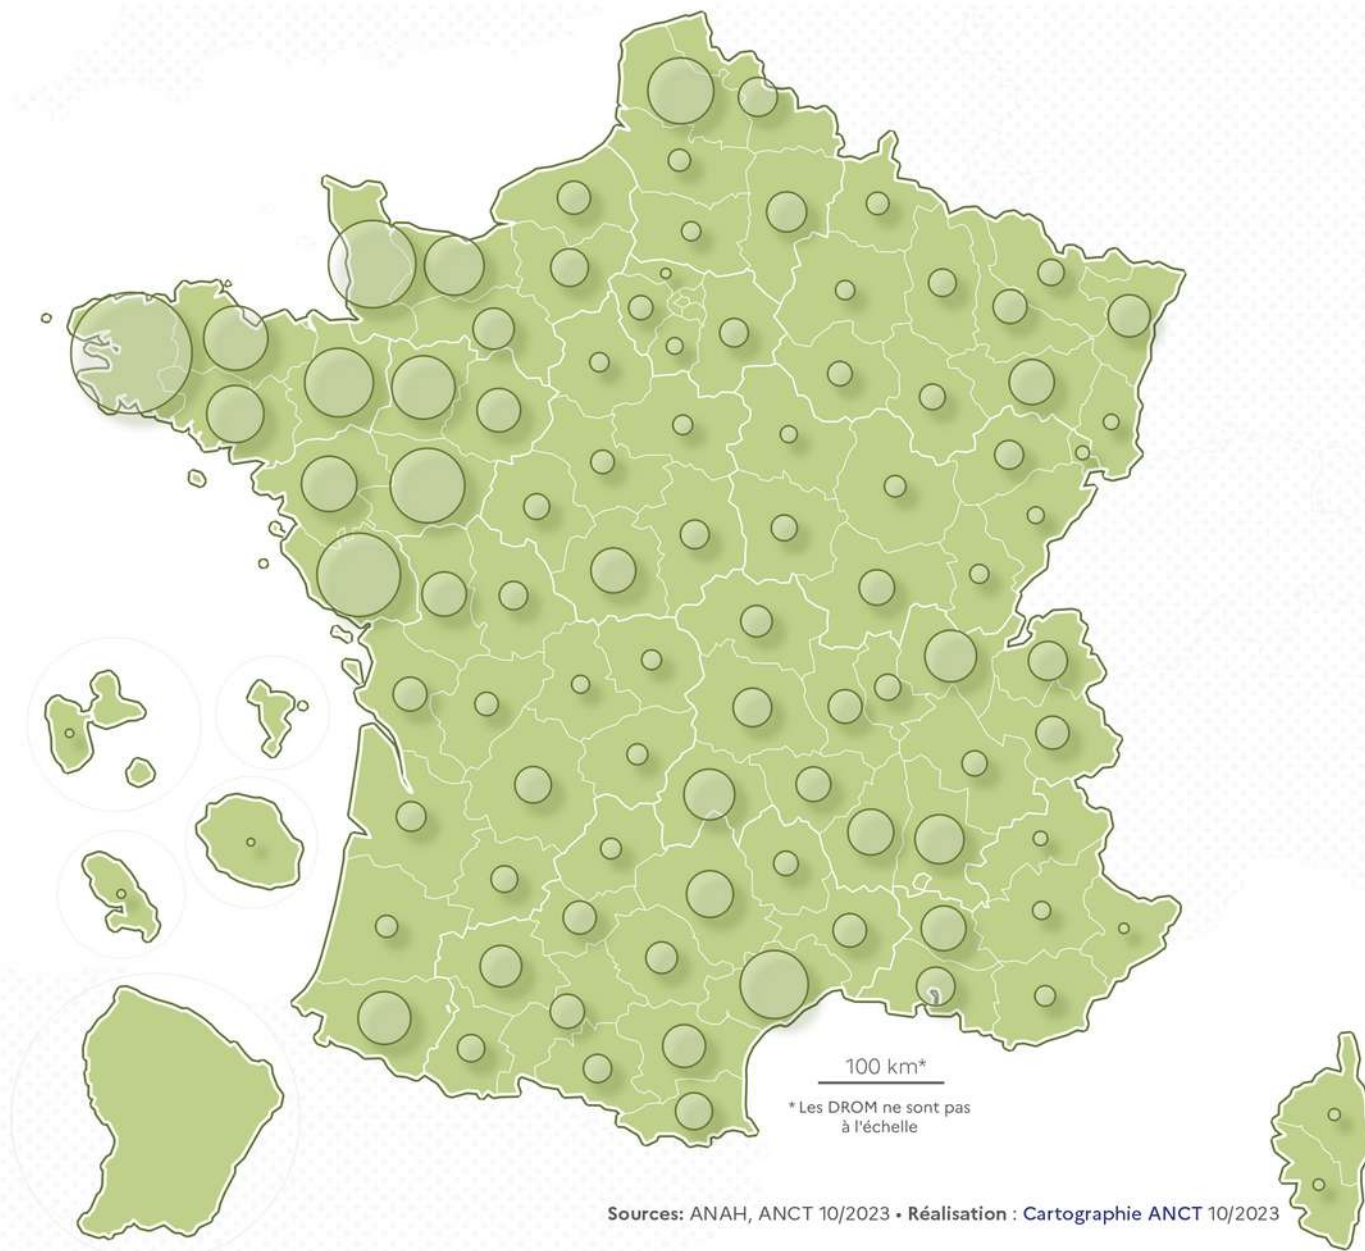 100 km*
* Les DROM ne sont pas
à l'échelle
Sources: ANAH, ANCT 10/2023 • Réalisation : Cartographie ANCT 10/2023